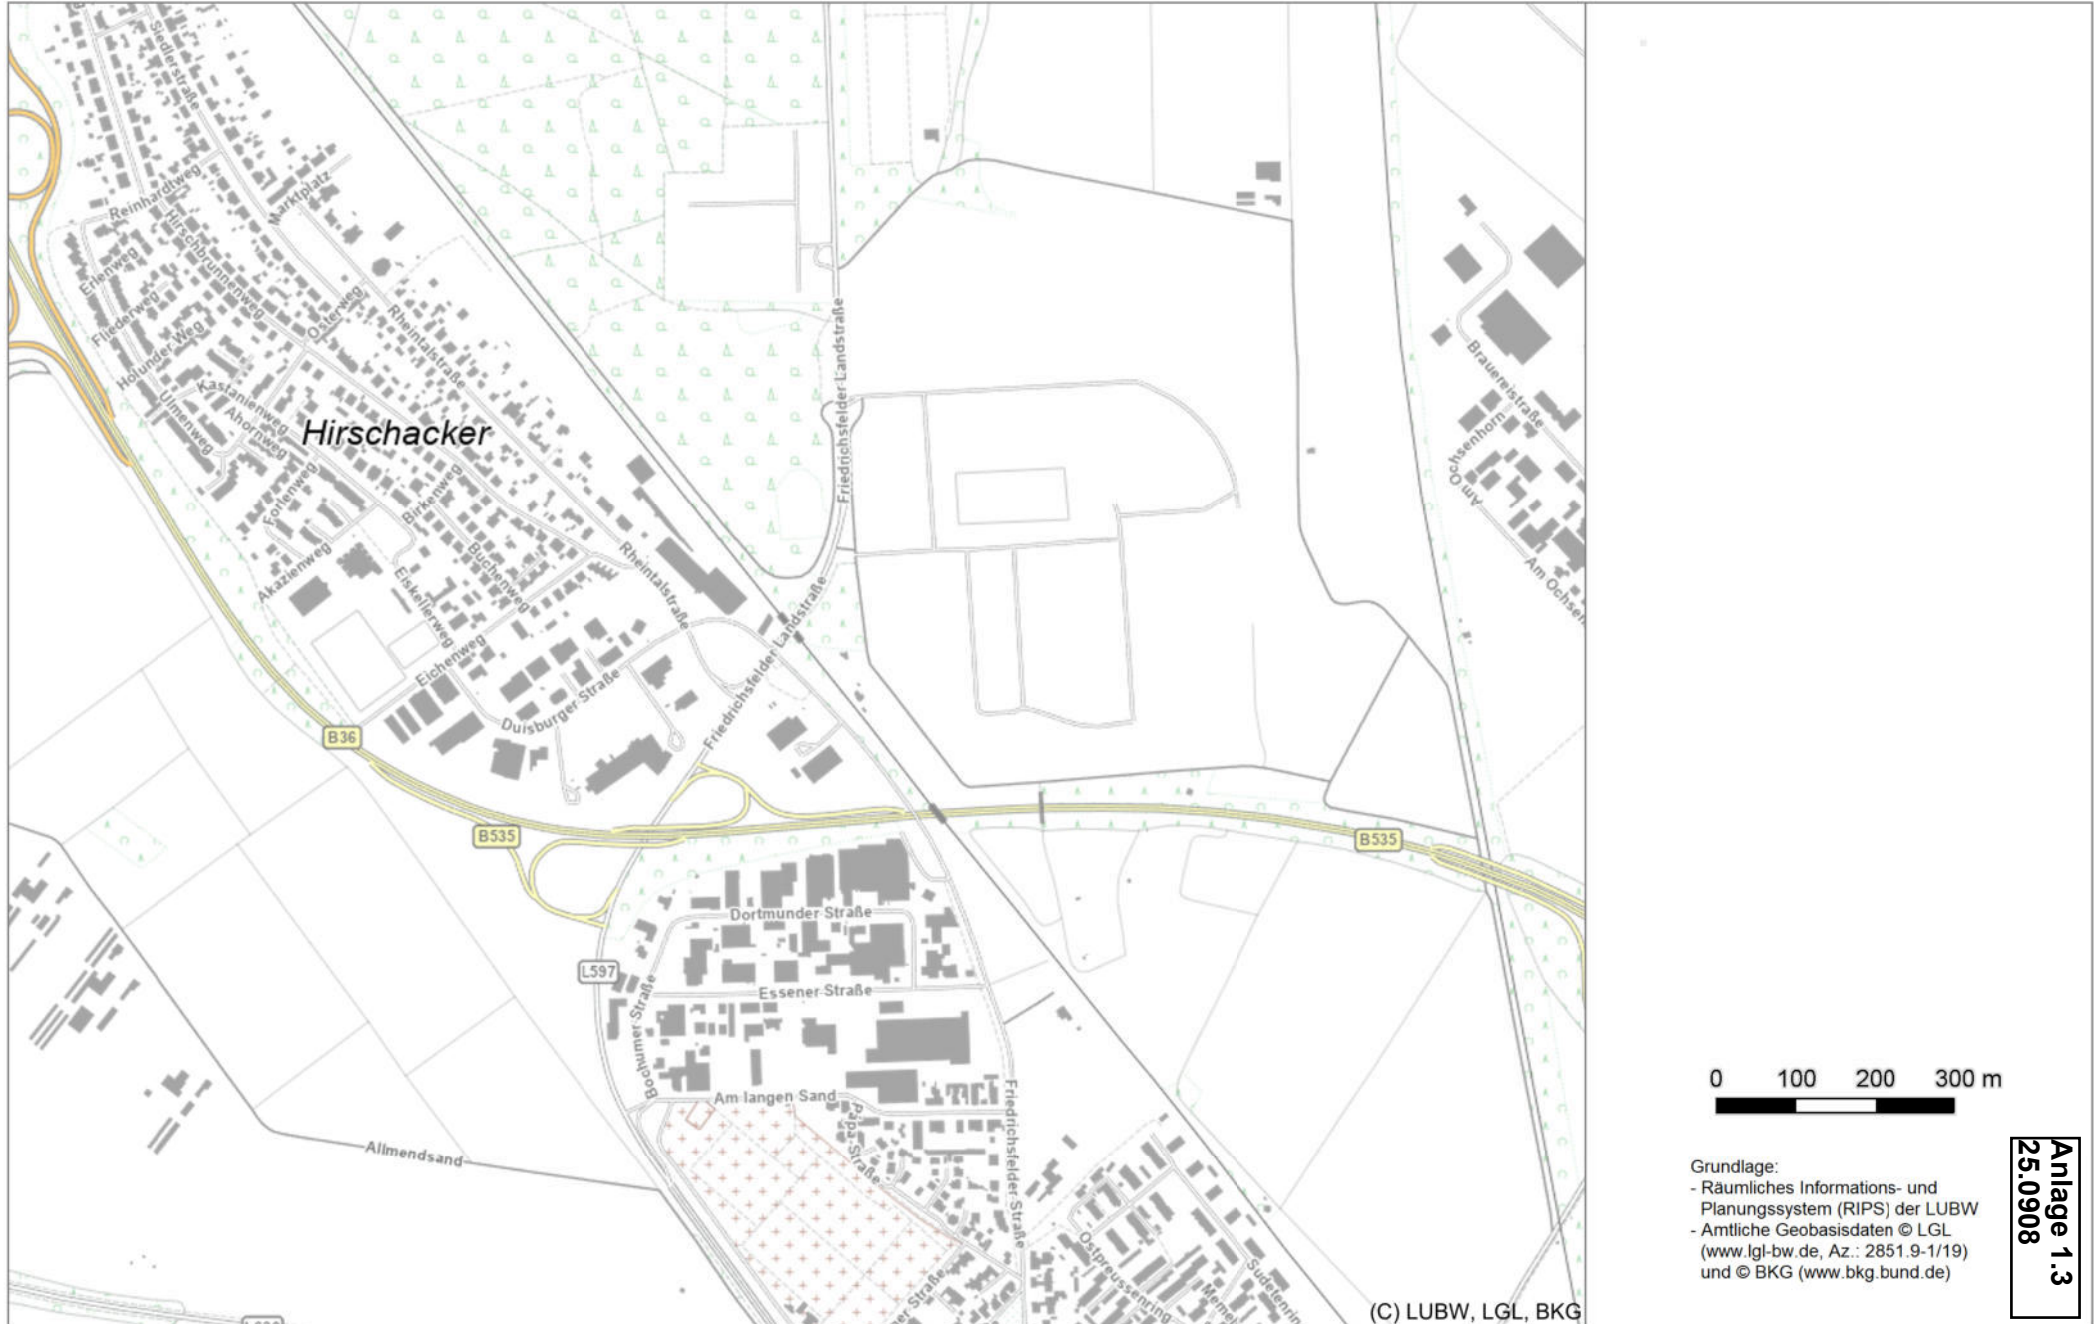 Siedlerstraße
Reinhardtweg
Marktplatz
Hirschbrunnenweg
Erlenweg
Fliederweg
Holunder Weg
Osterweg
Rheintalstraße
Friedrichsfelder Landstraße
Kastanienweg
Ulmenweg
Ahornweg
Hirschacker
Brauereistraße
Am Ochsenhorn
Forlenweg
Birkenweg
Akazienweg
Buchenweg
Eiskellerweg
Rheintalstraße
Am Ochsen
Eichenweg
Friedrichsfelder Landstraße
Duisburger Straße
B36
B535
B535
Dortmunder Straße
L597
Essener Straße
Bochumer Straße
Am langen Sand
Allmendsand
Friedrichsfelder Straße
Ostpreussenring
Sudetenrin
er Straße
(C) LUBW, LGL, BKG
0 100 200 300 m
Grundlage:
- Räumliches Informations- und
Planungssystem (RIPS) der LUBW
- Amtliche Geobasisdaten © LGL
(www.lgl-bw.de, Az.: 2851.9-1/19)
und © BKG (www.bkg.bund.de)
Anlage 1.3
25.0908